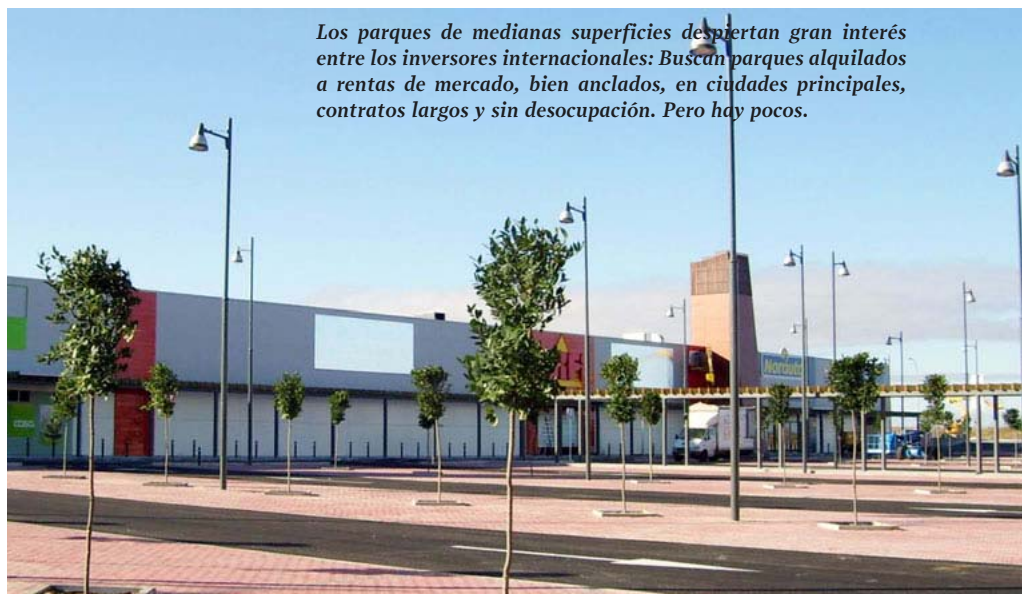 Los parques de medianas superficies despiertan gran interés
entre los inversores internacionales: Buscan parques alquilados
a rentas de mercado, bien anclados, en ciudades principales,
contratos largos y sin desocupación. Pero hay pocos.